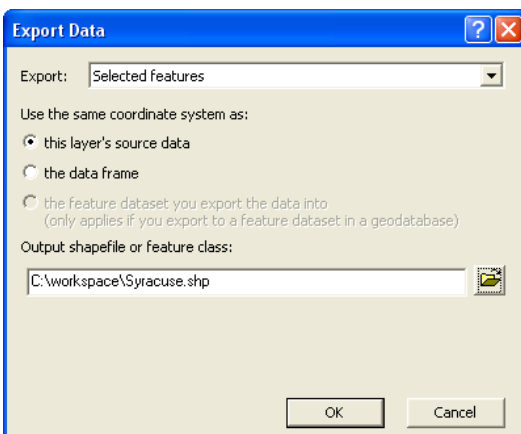 Export Data
Export: Selected features
Use the same coordinate system as:
this layer's source data
the data frame
the feature dataset you export the data into
(only applies if you export to a feature dataset in a geodatabase)
Output shapefile or feature class:
C:\workspace\Syracuse.shp
OK Cancel